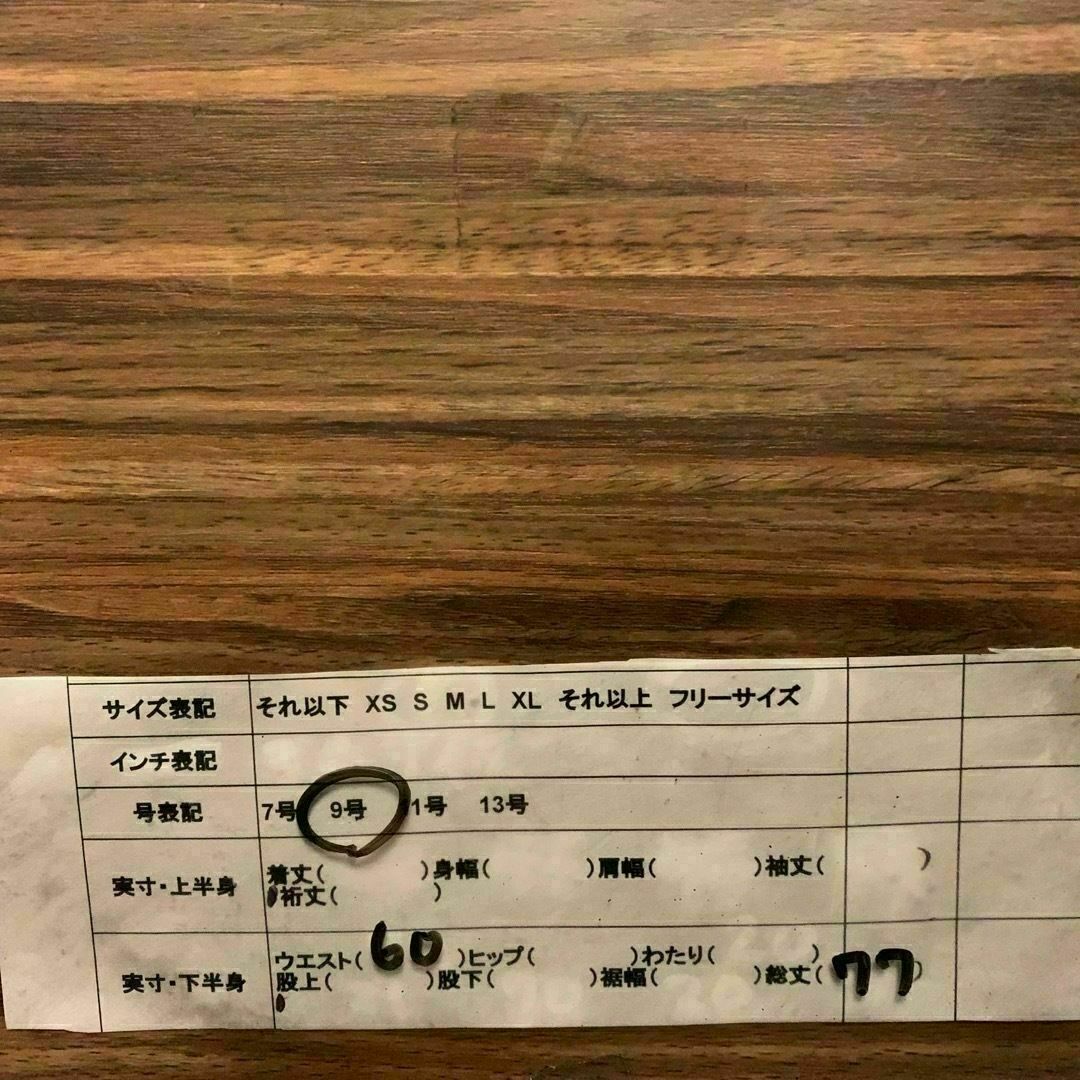 サイズ表記 それ以下 XS S M L XL それ以上 フリーサイズ
インチ表記
号表記 7号 9号 11号 13号
実寸・上半身 着丈( )身幅( )肩幅( )袖丈( )
裄丈( )
実寸・下半身 ウエスト( 60 )ヒップ( )わたり( )
股上( )股下( )裾幅( )総丈( 77 )